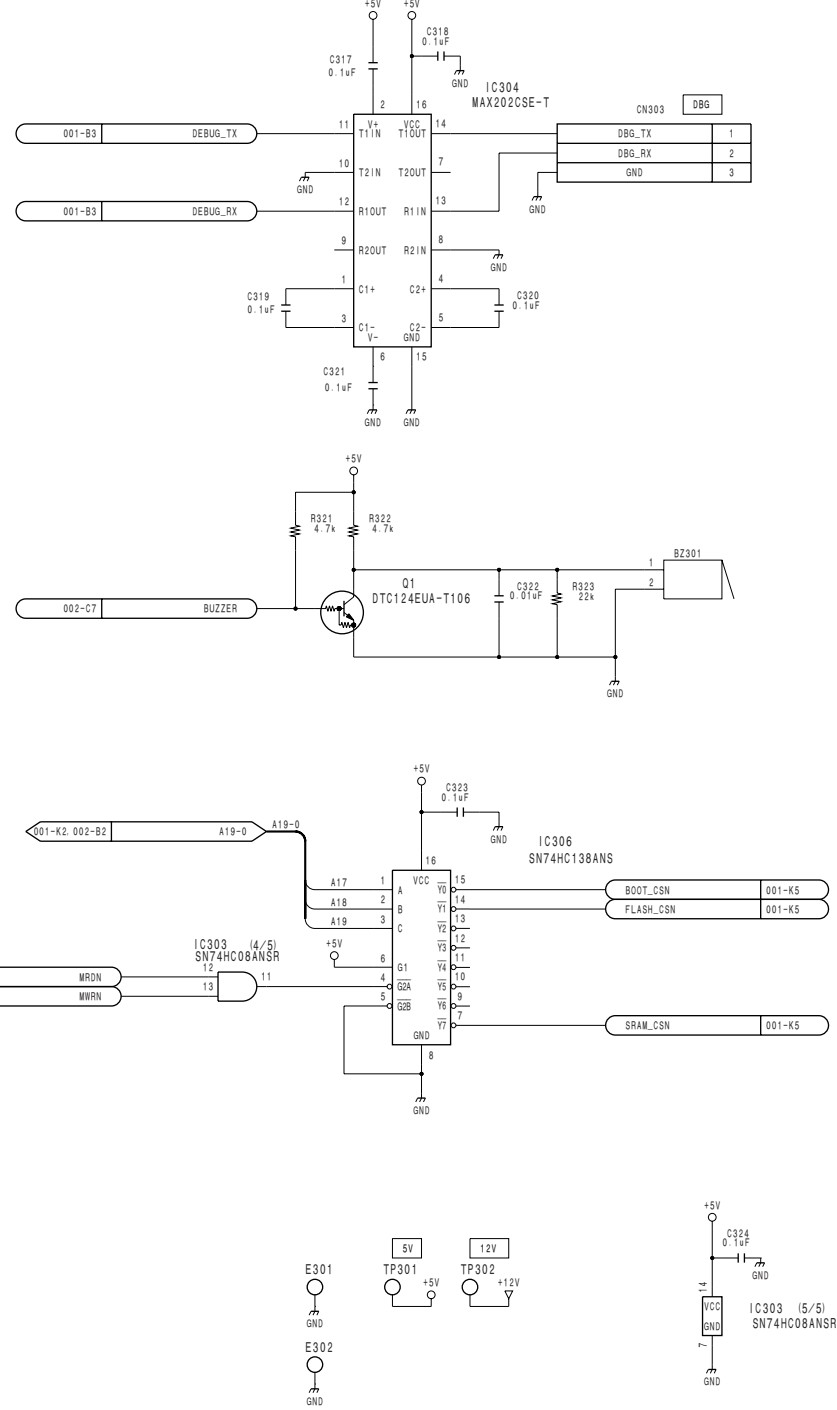 +5V +5V
C318
0.1uF
C317
0.1uF
GND
IC304
MAX202CSE-T
CN303 DBG
2 16
V+ VCC
001-B3 DEBUG_TX 11 T1IN T1OUT 14 DBG_TX 1
DBG_RX 2
10 T2IN T2OUT 7 GND 3
GND
GND
001-B3 DEBUG_RX 12 R1OUT R1IN 13
9 R2OUT R2IN 8
GND
1 C1+ C2+ 4
C319
0.1uF
C320
0.1uF
3 C1- C2- 5
V- GND
6 15
C321
0.1uF
GND GND
+5V
R321
4.7k
R322
4.7k
BZ301
1
2
Q1
DTC124EUA-T106
C322
0.01uF
R323
22k
002-C7 BUZZER
GND
+5V
C323
0.1uF
GND
001-K2, 002-B2 A19-0 A19-0
IC306
SN74HC138ANS
16
VCC
A17 1 A Y0 15 BOOT_CSN 001-K5
A18 2 B Y1 14 FLASH_CSN 001-K5
A19 3 C Y2 13
Y3 12
IC303 (4/5)
SN74HC08ANSR
+5V
6 G1 Y4 11
MRDN 12
MWRN 13
11
4 G2A Y5 10
5 G2B Y6 9
Y7 7 SRAM_CSN 001-K5
GND
8
GND
5V 12V
E301 TP301 TP302
+5V +12V
GND
E302
GND
+5V
C324
0.1uF
GND
14
VCC
GND
7
IC303 (5/5)
SN74HC08ANSR
GND